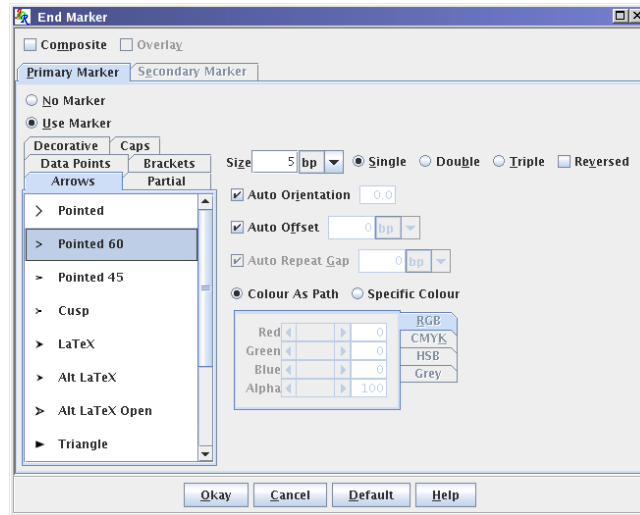 End Marker
Composite Overlay
Primary Marker Secondary Marker
No Marker
Use Marker
Decorative Caps
Data Points Brackets
Arrows Partial
Pointed
Pointed 60
Pointed 45
Cusp
LaTeX
Alt LaTeX
Alt LaTeX Open
Triangle
Size 5 bp Single Double Triple Reversed
Auto Orientation 0.0
Auto Offset 0 bp
Auto Repeat Gap 0 bp
Colour As Path Specific Colour
Red 0
Green 0
Blue 0
Alpha 100
RGB
CMYK
HSB
Grey
Okay Cancel Default Help